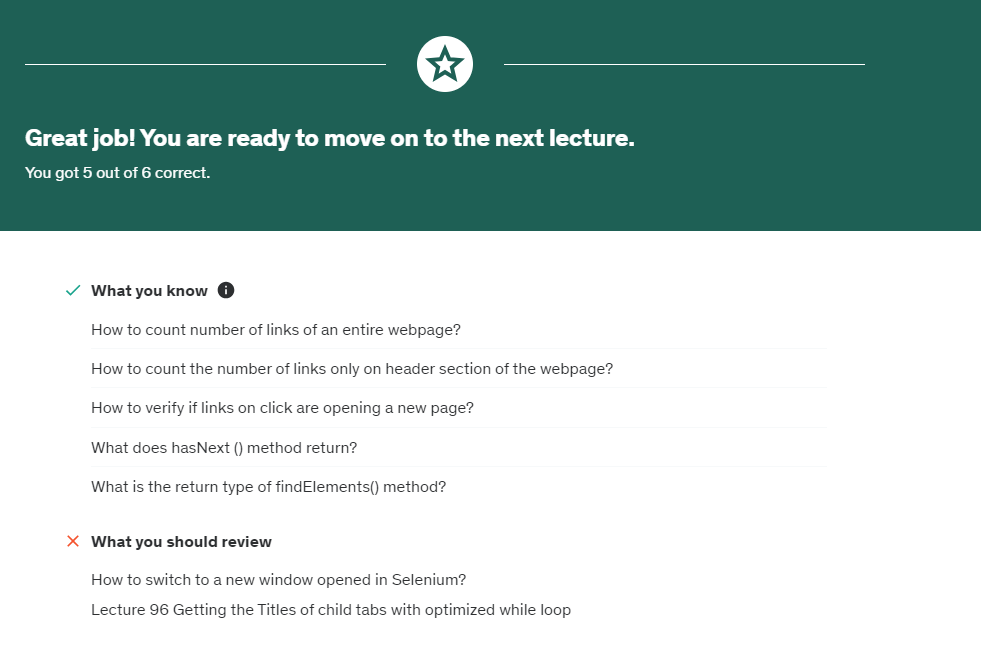 Great job! You are ready to move on to the next lecture.
You got 5 out of 6 correct.
What you know
How to count number of links of an entire webpage?
How to count the number of links only on header section of the webpage?
How to verify if links on click are opening a new page?
What does hasNext () method return?
What is the return type of findElements() method?
What you should review
How to switch to a new window opened in Selenium?
Lecture 96 Getting the Titles of child tabs with optimized while loop